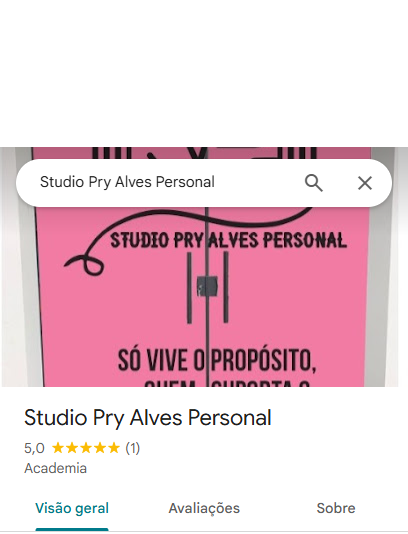 Studio Pry Alves Personal
STUDIO PRY ALVES PERSONAL
SÓ VIVE O PROPÓSITO,
QUEM SUPORTA O
Studio Pry Alves Personal
5,0 ★★★★★ (1)
Academia
Visão geral Avaliações Sobre